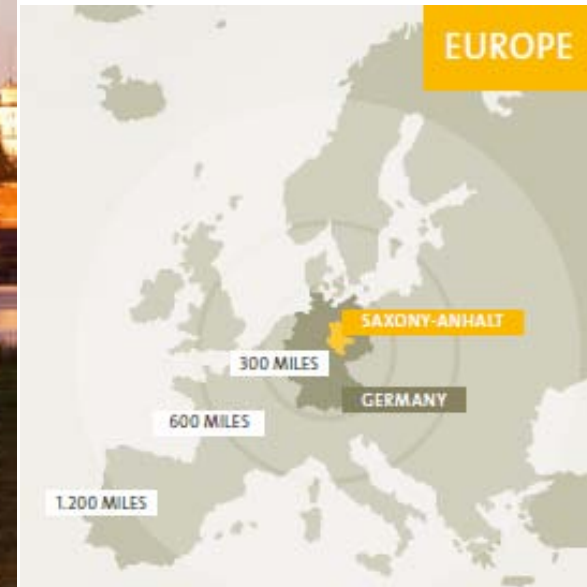 EUROPE
SAXONY-ANHALT
300 MILES
GERMANY
600 MILES
1.200 MILES